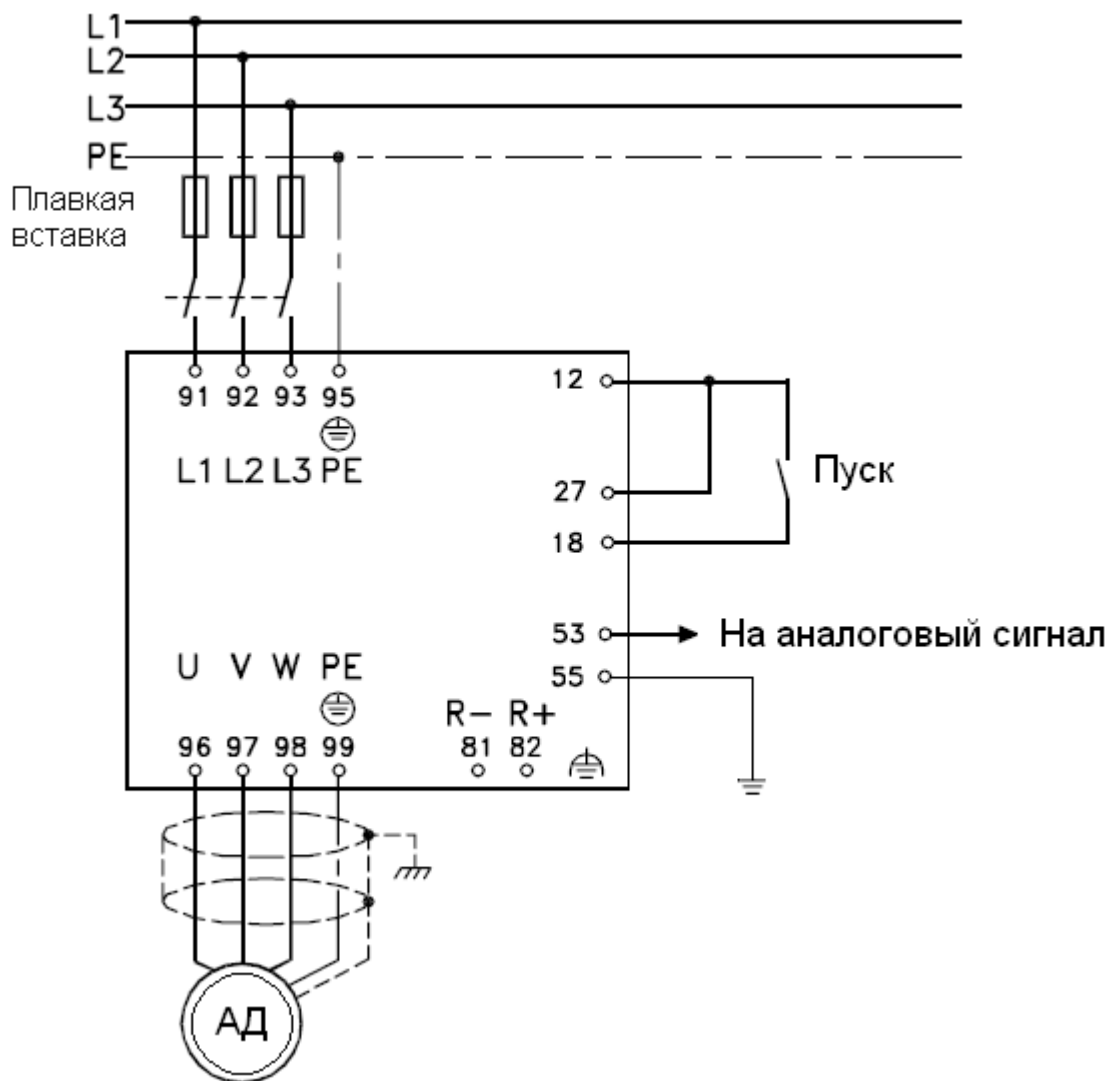 L1
L2
L3
PE
Плавкая
вставка
91 92 93 95
L1 L2 L3 PE
12
27
18
Пуск
53
На аналоговый сигнал
55
U V W PE
96 97 98 99
R- R+
81 82
АД